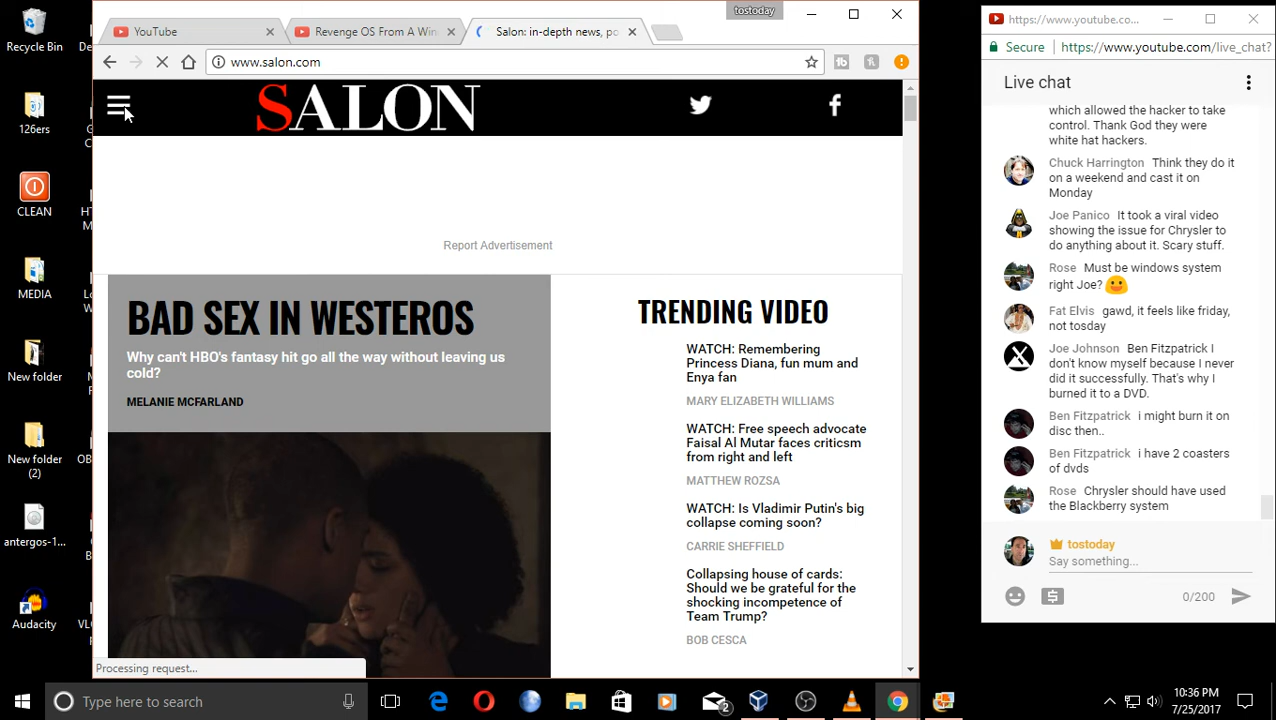 Recycle Bin
126ers
CLEAN
MEDIA
New folder
New folder
(2)
antergos-1...
Audacity
tostoday
YouTube
Revenge OS From A Win
Salon: in-depth news, po
www.salon.com
SALON
Report Advertisement
BAD SEX IN WESTEROS
Why can't HBO's fantasy hit go all the way without leaving us
cold?
MELANIE MCFARLAND
TRENDING VIDEO
WATCH: Remembering
Princess Diana, fun mum and
Enya fan
MARY ELIZABETH WILLIAMS
WATCH: Free speech advocate
Faisal Al Mutar faces criticsm
from right and left
MATTHEW ROZSA
WATCH: Is Vladimir Putin's big
collapse coming soon?
CARRIE SHEFFIELD
Collapsing house of cards:
Should we be grateful for the
shocking incompetence of
Team Trump?
BOB CESCA
Processing request...
https://www.youtube.co...
Secure https://www.youtube.com/live_chat?
Live chat
which allowed the hacker to take
control. Thank God they were
white hat hackers.
Chuck Harrington Think they do it
on a weekend and cast it on
Monday
Joe Panico It took a viral video
showing the issue for Chrysler to
do anything about it. Scary stuff.
Rose Must be windows system
right Joe?
Fat Elvis gawd, it feels like friday,
not tosday
Joe Johnson Ben Fitzpatrick I
don't know myself because I never
did it successfully. That's why I
burned it to a DVD.
Ben Fitzpatrick i might burn it on
disc then..
Ben Fitzpatrick i have 2 coasters
of dvds
Rose Chrysler should have used
the Blackberry system
tostoday
Say something...
0/200
Type here to search
2
10:36 PM
7/25/2017